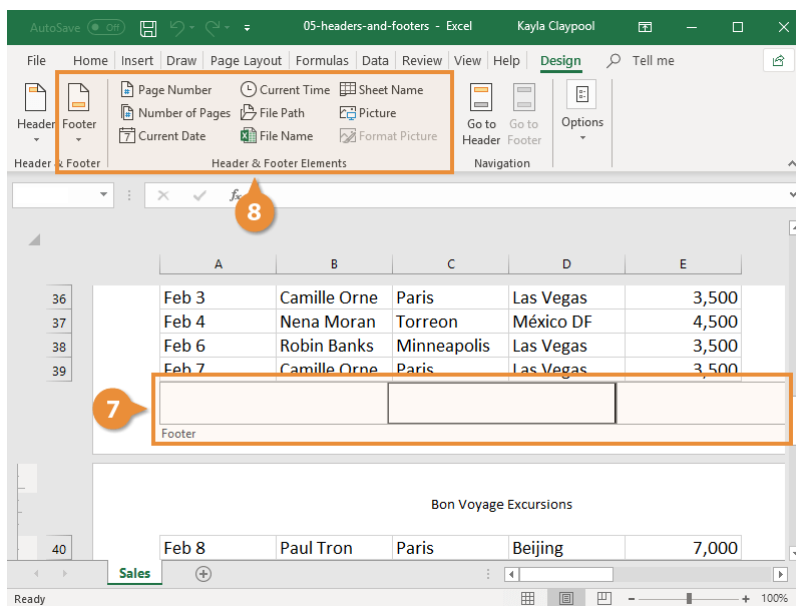 AutoSave Off 05-headers-and-footers - Excel Kayla Claypool
File Home Insert Draw Page Layout Formulas Data Review View Help Design Tell me
Page Number Current Time Sheet Name
Number of Pages File Path Picture
Current Date File Name Format Picture
Header Footer
Go to Header
Go to Footer
Options
Header & Footer Header & Footer Elements Navigation
fx
8
A B C D E
36 Feb 3 Camille Orne Paris Las Vegas 3,500
37 Feb 4 Nena Moran Torreon México DF 4,500
38 Feb 6 Robin Banks Minneapolis Las Vegas 3,500
39 Feb 7 Camille Orne Paris Las Vegas 3,500
7
Footer
Bon Voyage Excursions
40 Feb 8 Paul Tron Paris Beijing 7,000
Sales
Ready 100%